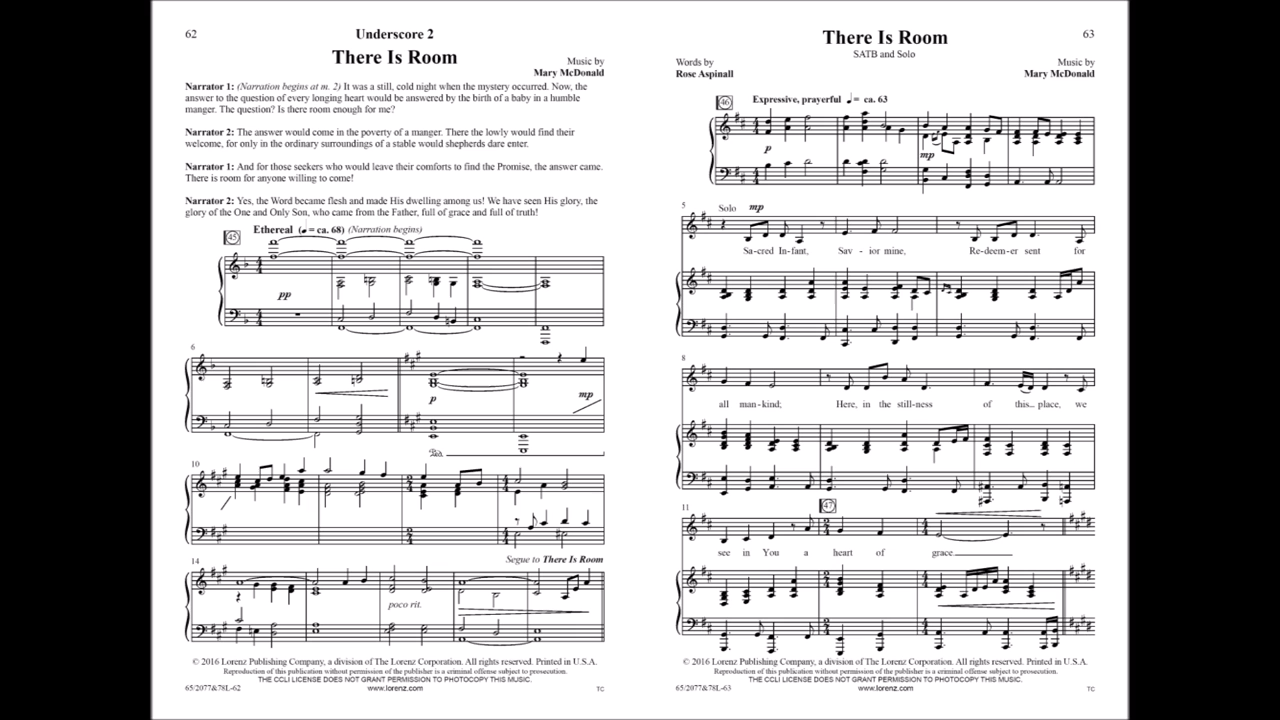 62
Underscore 2
There Is Room
Music by
Mary McDonald
Narrator 1: (Narration begins at m. 2) It was a still, cold night when the mystery occurred. Now, the
answer to the question of every longing heart would be answered by the birth of a baby in a humble
manger. The question? Is there room enough for me?
Narrator 2: The answer would come in the poverty of a manger. There the lowly would find their
welcome, for only in the ordinary surroundings of a stable would shepherds dare enter.
Narrator 1: And for those seekers who would leave their comforts to find the Promise, the answer came.
There is room for anyone willing to come!
Narrator 2: Yes, the Word became flesh and made His dwelling among us! We have seen His glory, the
glory of the One and Only Son, who came from the Father, full of grace and full of truth!
45
Ethereal (♩ = ca. 68) (Narration begins)
pp
6
p
mp
Ped.
10
Segue to There Is Room
14
poco rit.
© 2016 Lorenz Publishing Company, a division of The Lorenz Corporation. All rights reserved. Printed in U.S.A.
Reproduction of this publication without permission of the publisher is a criminal offense subject to prosecution.
THE CCLI LICENSE DOES NOT GRANT PERMISSION TO PHOTOCOPY THIS MUSIC.
65/2077&78L-62
www.lorenz.com
TC
63
There Is Room
SATB and Solo
Words by
Rose Aspinall
Music by
Mary McDonald
46
Expressive, prayerful ♩ = ca. 63
p
mp
5
Solo mp
Sa-cred In-fant, Sav - ior mine, Re-deem-er sent for
8
all man-kind; Here, in the still-ness of this place, we
47
11
see in You a heart of grace.
© 2016 Lorenz Publishing Company, a division of The Lorenz Corporation. All rights reserved. Printed in U.S.A.
Reproduction of this publication without permission of the publisher is a criminal offense subject to prosecution.
THE CCLI LICENSE DOES NOT GRANT PERMISSION TO PHOTOCOPY THIS MUSIC.
65/2077&78L-63
www.lorenz.com
TC